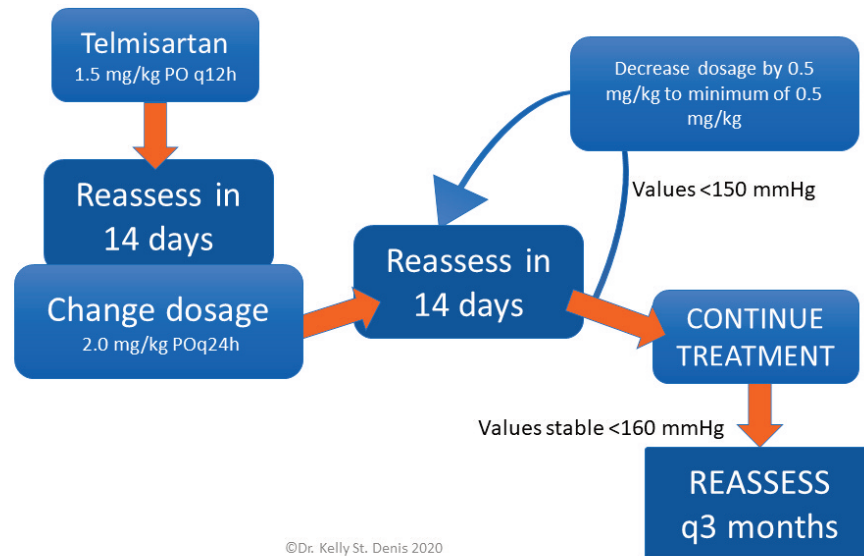 Telmisartan
1.5 mg/kg PO q12h
Reassess in
14 days
Change dosage
2.0 mg/kg POq24h
Reassess in
14 days
Decrease dosage by 0.5
mg/kg to minimum of 0.5
mg/kg
Values <150 mmHg
CONTINUE
TREATMENT
Values stable <160 mmHg
REASSESS
q3 months
©Dr. Kelly St. Denis 2020